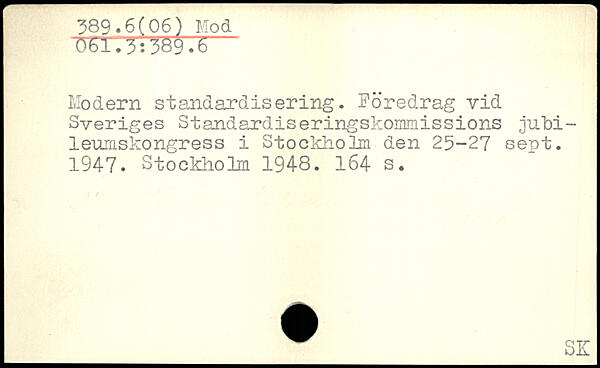 389.6(06) Mod
061.3:389.6
Modern standardisering. Föredrag vid
Sveriges Standardiseringskommissions jubi-
leumskongress i Stockholm den 25-27 sept.
1947. Stockholm 1948. 164 s.
SK